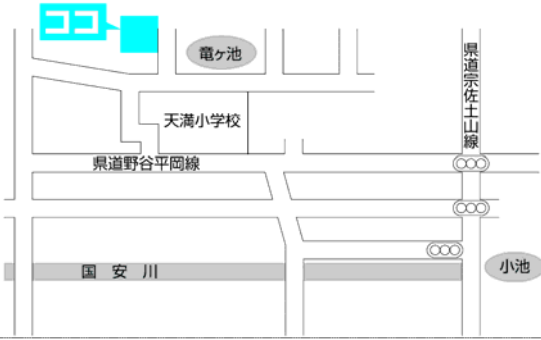 ココ
竜ヶ池
県道宗佐土山線
天満小学校
県道野谷平岡線
国安川
小池